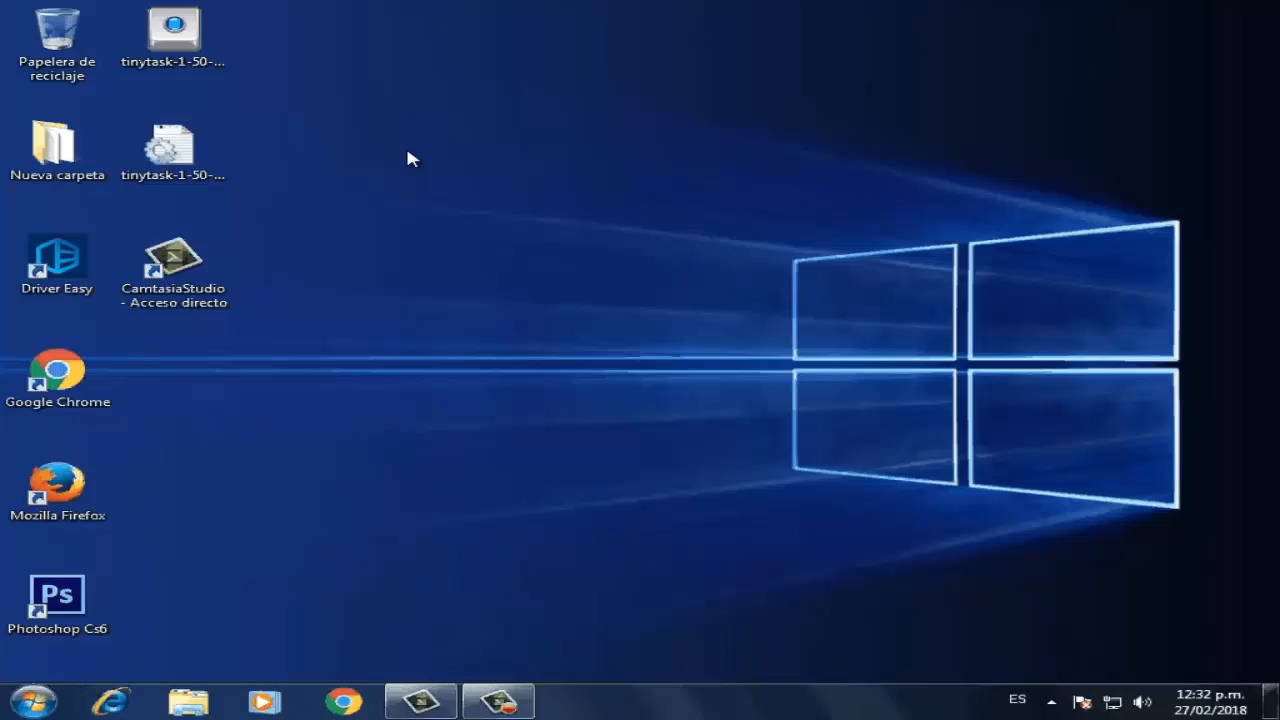 Papelera de
reciclaje
tinytask-1-50-...
Nueva carpeta
tinytask-1-50-...
Driver Easy
CamtasiaStudio
- Acceso directo
Google Chrome
Mozilla Firefox
Ps
Photoshop Cs6
ES
12:32 p.m.
27/02/2018